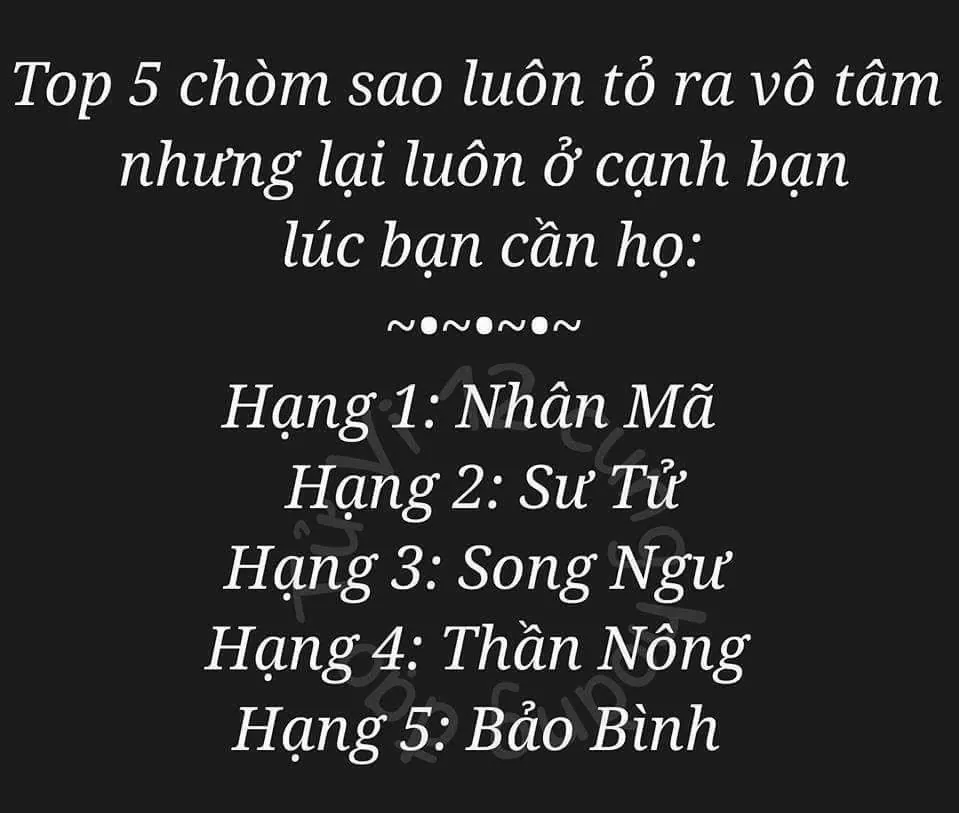 Top 5 chòm sao luôn tỏ ra vô tâm
nhưng lại luôn ở cạnh bạn
lúc bạn cần họ:
~•~•~•~
Hạng 1: Nhân Mã
Hạng 2: Sư Tử
Hạng 3: Song Ngư
Hạng 4: Thần Nông
Hạng 5: Bảo Bình